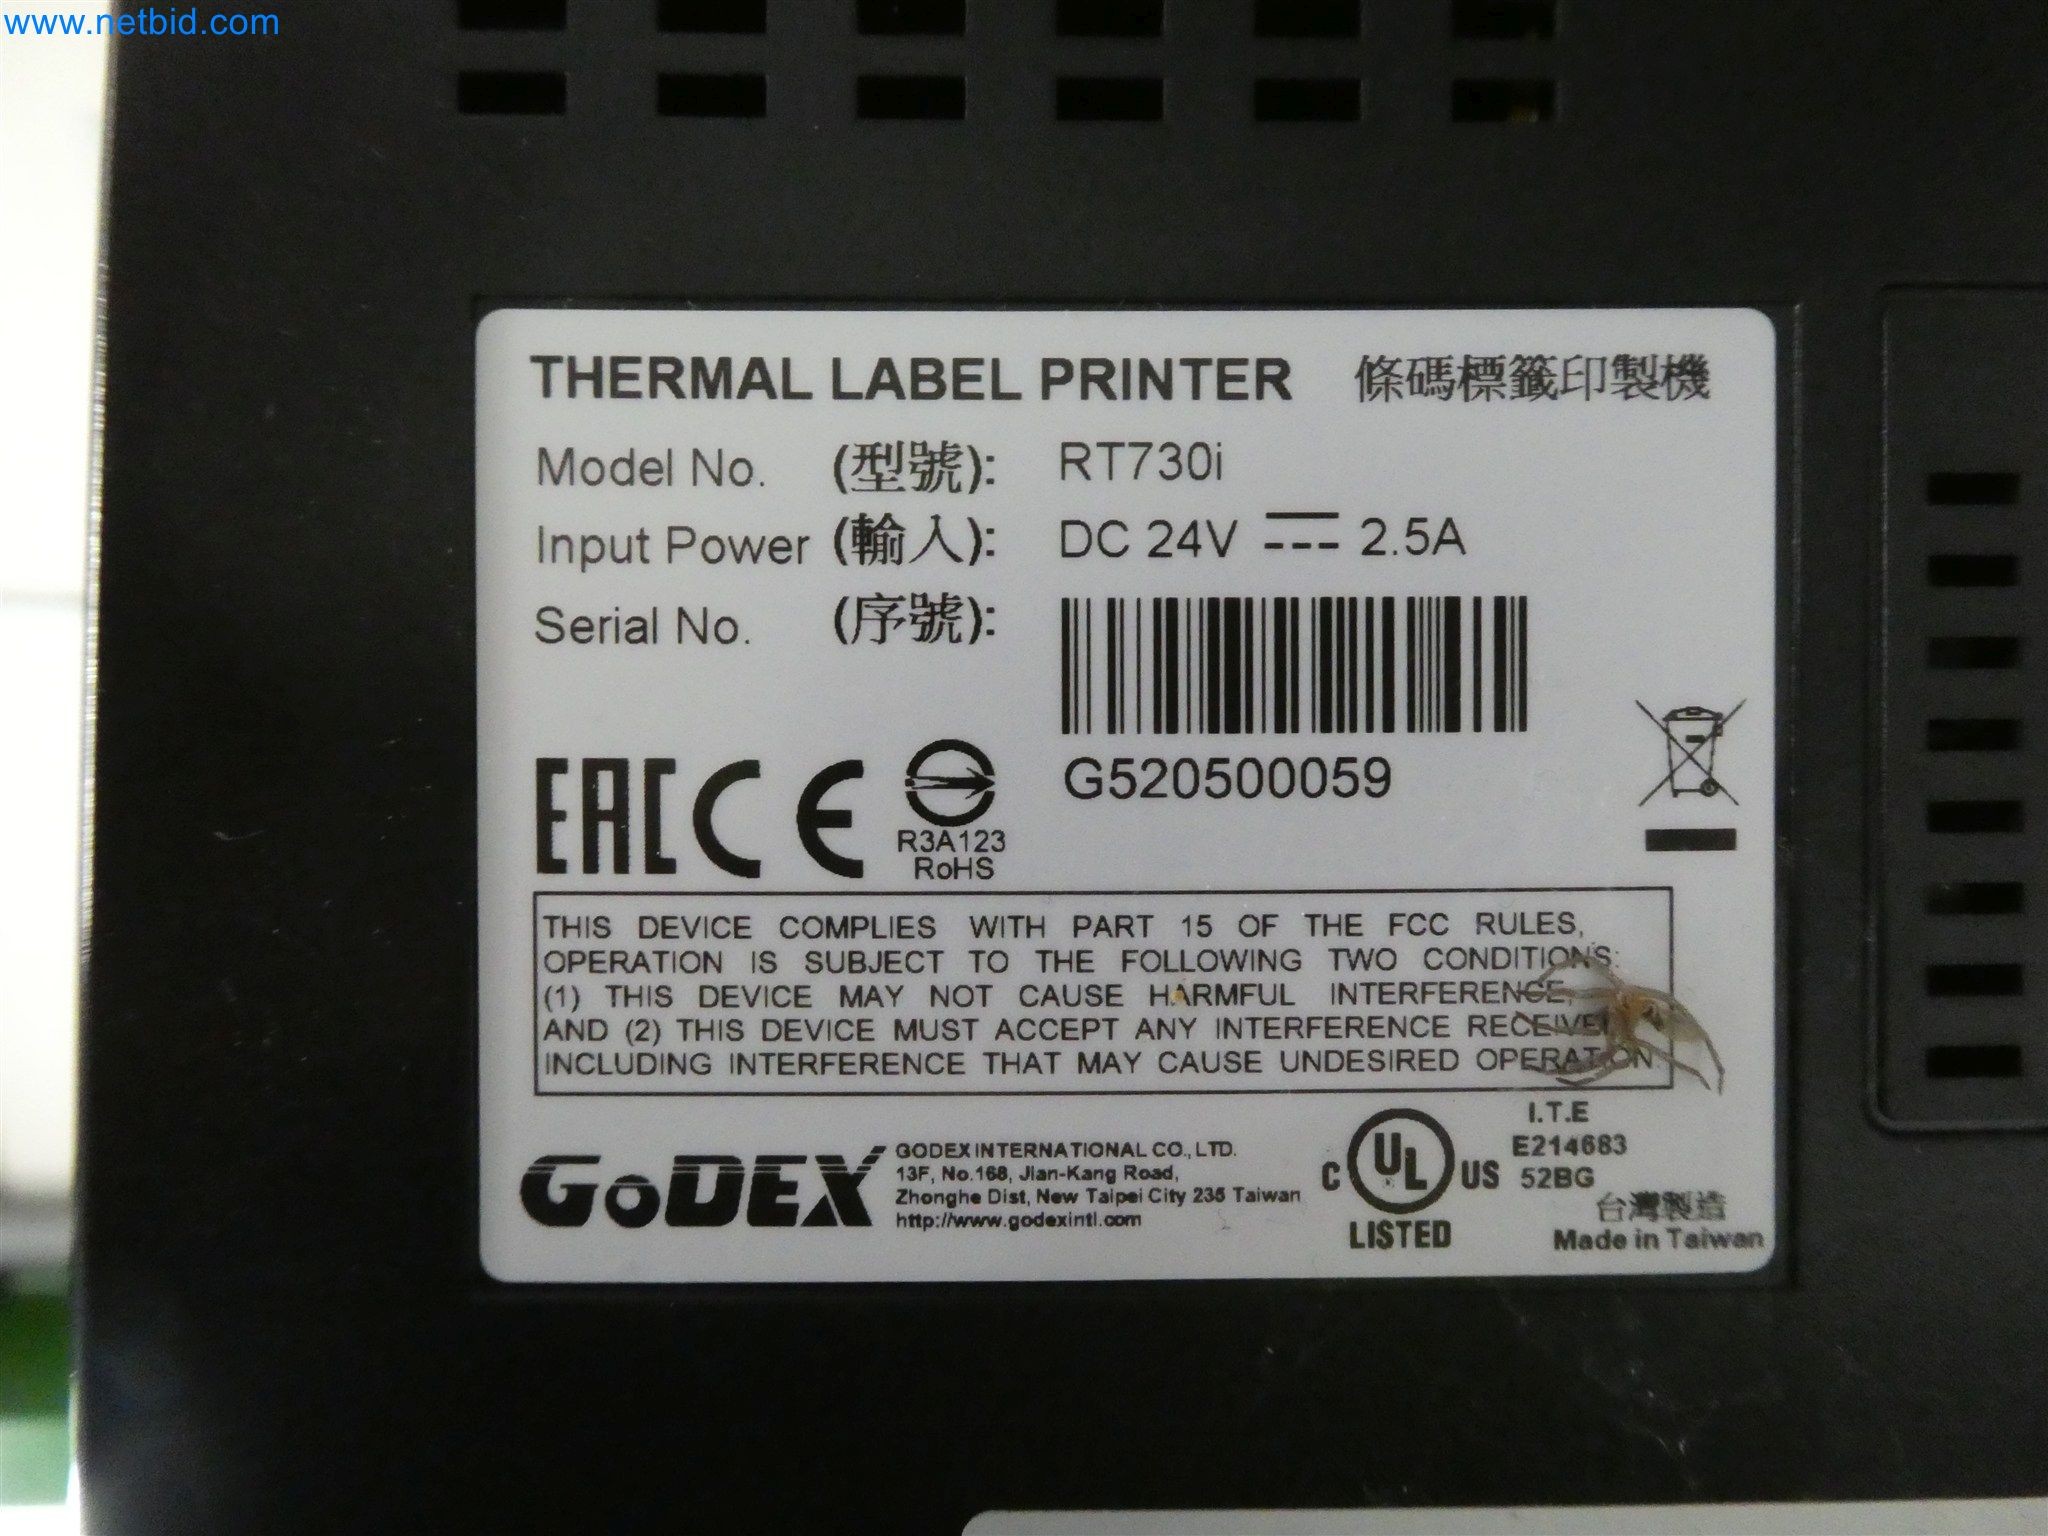 www.netbid.com
THERMAL LABEL PRINTER 條碼標籤印製機
Model No. (型號): RT730i
Input Power (輸入): DC 24V ⎓ 2.5A
Serial No. (序號):
G520500059
EAC CE
R3A123
RoHS
THIS DEVICE COMPLIES WITH PART 15 OF THE FCC RULES,
OPERATION IS SUBJECT TO THE FOLLOWING TWO CONDITIONS:
(1) THIS DEVICE MAY NOT CAUSE HARMFUL INTERFERENCE,
AND (2) THIS DEVICE MUST ACCEPT ANY INTERFERENCE RECEIVED
INCLUDING INTERFERENCE THAT MAY CAUSE UNDESIRED OPERATION.
GoDEX
GODEX INTERNATIONAL CO., LTD.
13F, No.168, Jian-Kang Road,
Zhonghe Dist, New Taipei City 235 Taiwan
http://www.godexintl.com
C UL US
LISTED
I.T.E
E214683
52BG
台灣製造
Made in Taiwan